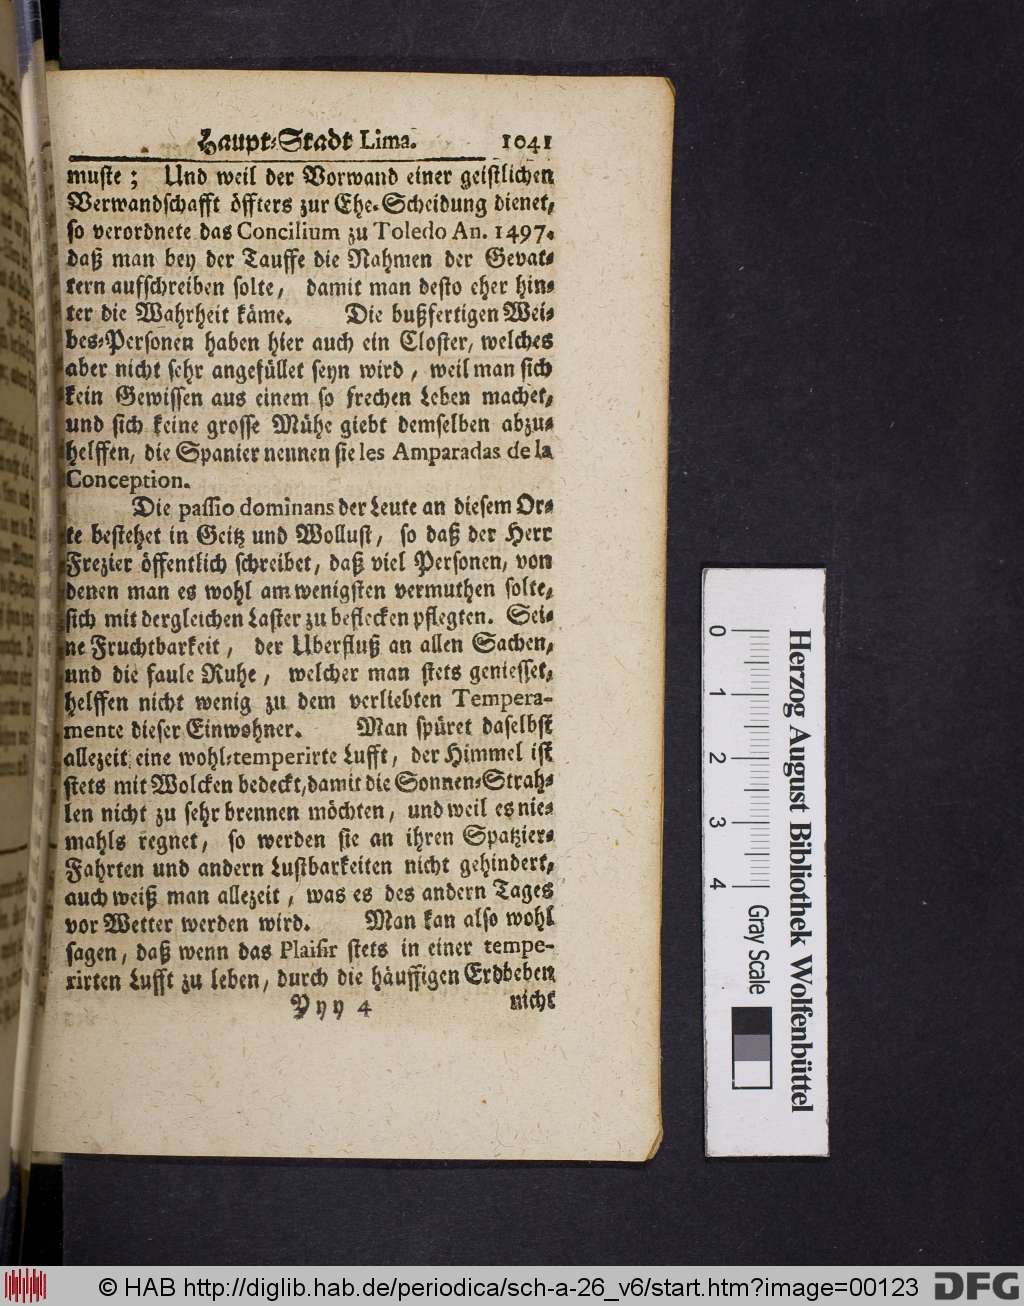 Haupt-Stadt Lima. 1041
muste; Und weil der Vorwand einer geistlichen
Verwandschafft öffters zur Ehe-Scheidung dienet,
so verordnete das Concilium zu Toledo An. 1497.
daß man bey der Tauffe die Nahmen der Gevat-
tern aufschreiben solte, damit man desto eher hin-
ter die Wahrheit käme. Die bußfertigen Wei-
bes-Personen haben hier auch ein Closter, welches
aber nicht sehr angefüllet seyn wird, weil man sich
kein Gewissen aus einem so frechen Leben machet,
und sich keine grosse Mühe giebt demselben abzu-
helffen, die Spanier nennen sie les Amparadas de la
Conception.
Die passio dominans der Leute an diesem Or-
te bestehet in Geitz und Wollust, so daß der Herr
Frezier öffentlich schreibet, daß viel Personen, von
denen man es wohl am wenigsten vermuthen solte,
sich mit dergleichen Laster zu beflecken pflegten. Sei-
ne Fruchtbarkeit, der Uberfluß an allen Sachen,
und die faule Ruhe, welcher man stets geniesset,
helffen nicht wenig zu dem verliebten Tempera-
mente dieser Einwohner. Man spüret daselbst
allezeit eine wohl-temperirte Lufft, der Himmel ist
stets mit Wolcken bedeckt, damit die Sonnen-Strah-
len nicht zu sehr brennen möchten, und weil es nie-
mahls regnet, so werden sie an ihren Spatzier-
Fahrten und andern Lustbarkeiten nicht gehindert,
auch weiß man allezeit, was es des andern Tages
vor Wetter werden wird. Man kan also wohl
sagen, daß wenn das Plaisir stets in einer tempe-
rirten Lufft zu leben, durch die häuffigen Erdbeben
Yyy 4 nicht
0 1 2 3 4 Gray Scale
Herzog August Bibliothek Wolfenbüttel
© HAB http://diglib.hab.de/periodica/sch-a-26_v6/start.htm?image=00123 DFG